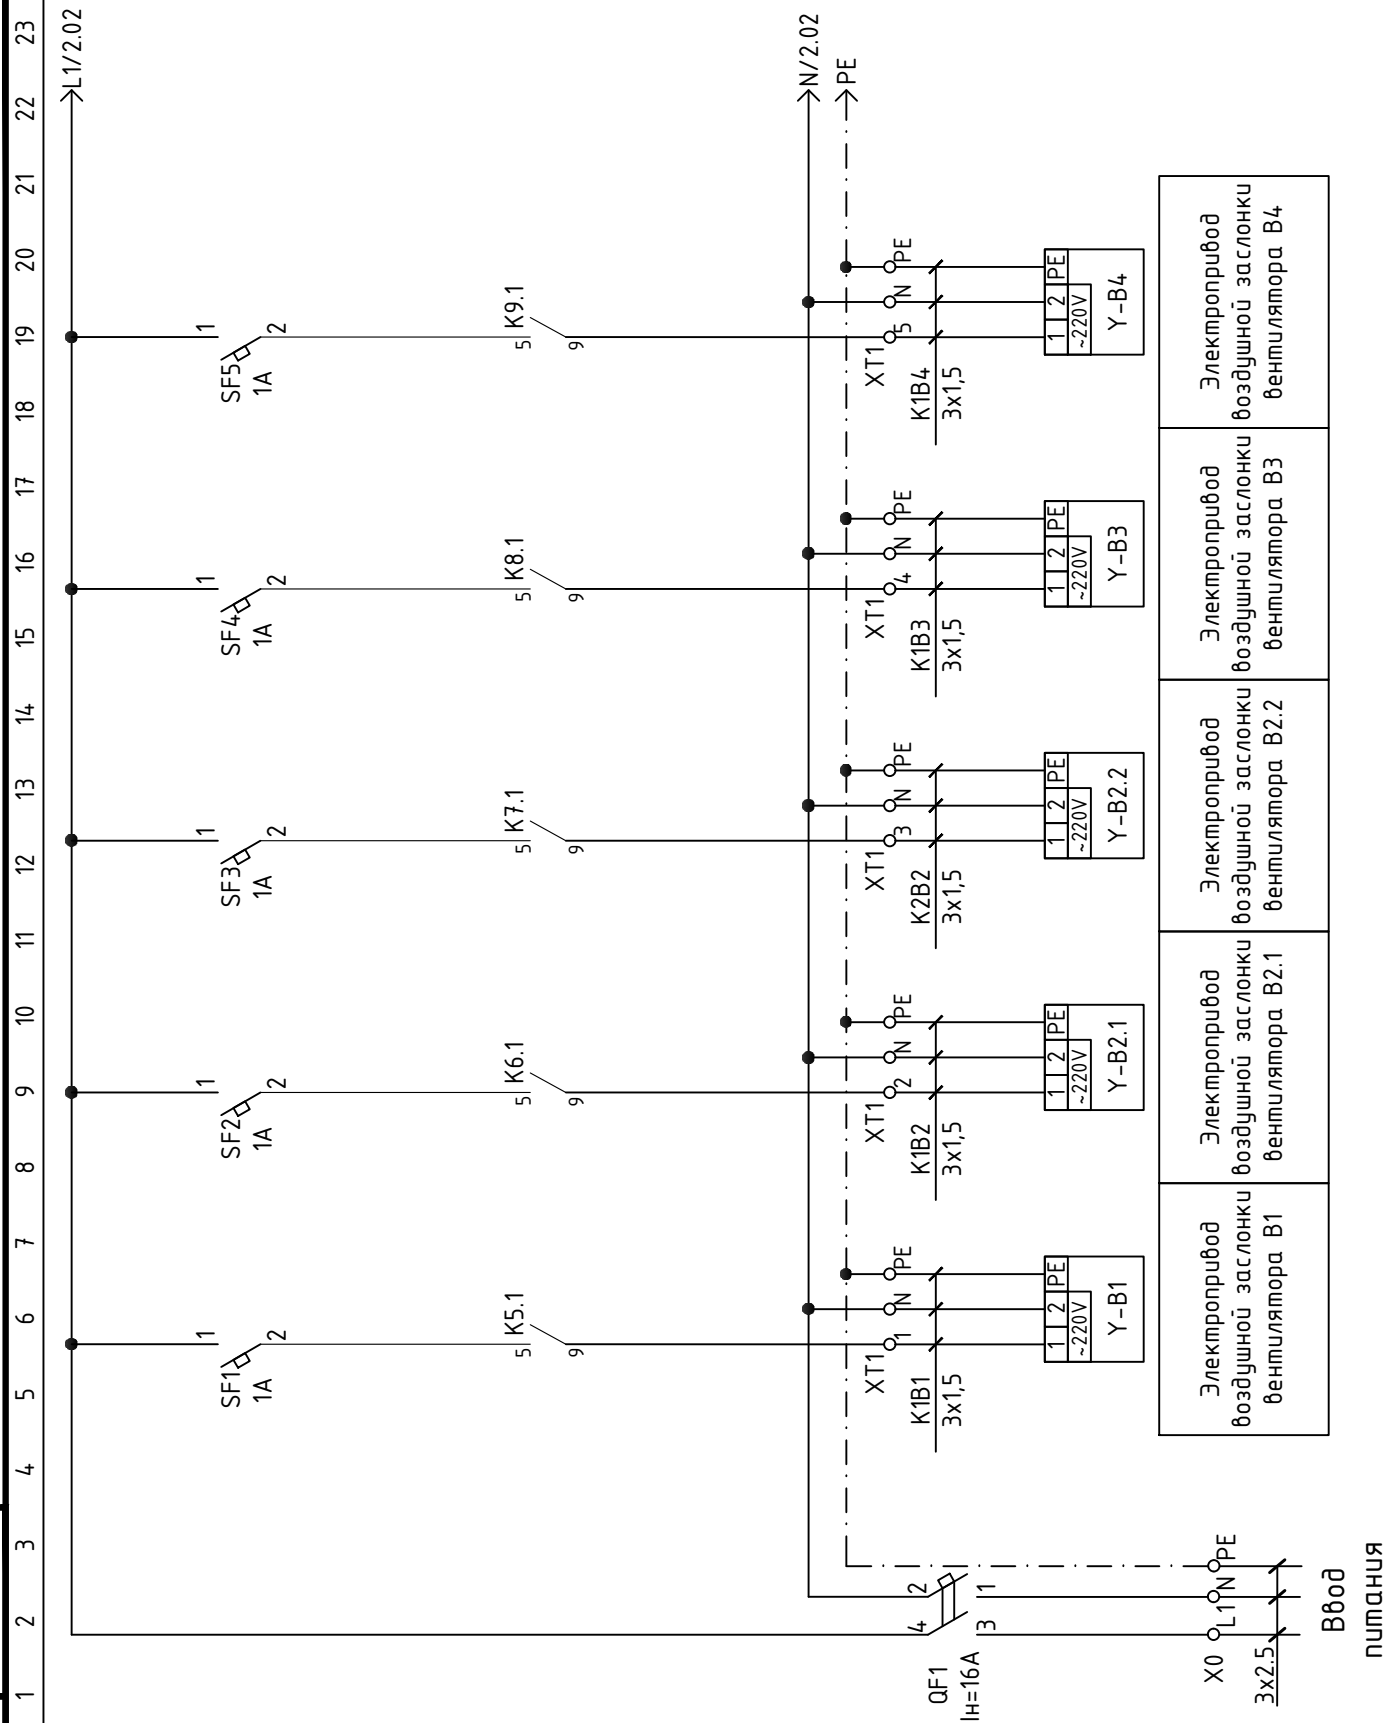 1
2
3
4
5
6
7
8
9
10
11
12
13
14
15
16
17
18
19
20
21
22
23
L1/2.02
N/2.02
PE
QF1
Iн=16А
4
2
3
1
X0
L1
N
PE
3x2.5
Ввод
питания
SF1
1A
1
2
K5.1
5
9
XT1
1
N
PE
K1B1
3x1,5
1
2
PE
~220V
Y-B1
Электропривод
воздушной заслонки
вентилятора В1
SF2
1A
1
2
K6.1
5
9
XT1
2
N
PE
K1B2
3x1,5
1
2
PE
~220V
Y-B2.1
Электропривод
воздушной заслонки
вентилятора В2.1
SF3
1A
1
2
K7.1
5
9
XT1
3
N
PE
K2B2
3x1,5
1
2
PE
~220V
Y-B2.2
Электропривод
воздушной заслонки
вентилятора В2.2
SF4
1A
1
2
K8.1
5
9
XT1
4
N
PE
K1B3
3x1,5
1
2
PE
~220V
Y-B3
Электропривод
воздушной заслонки
вентилятора В3
SF5
1A
1
2
K9.1
5
9
XT1
5
N
PE
K1B4
3x1,5
1
2
PE
~220V
Y-B4
Электропривод
воздушной заслонки
вентилятора В4